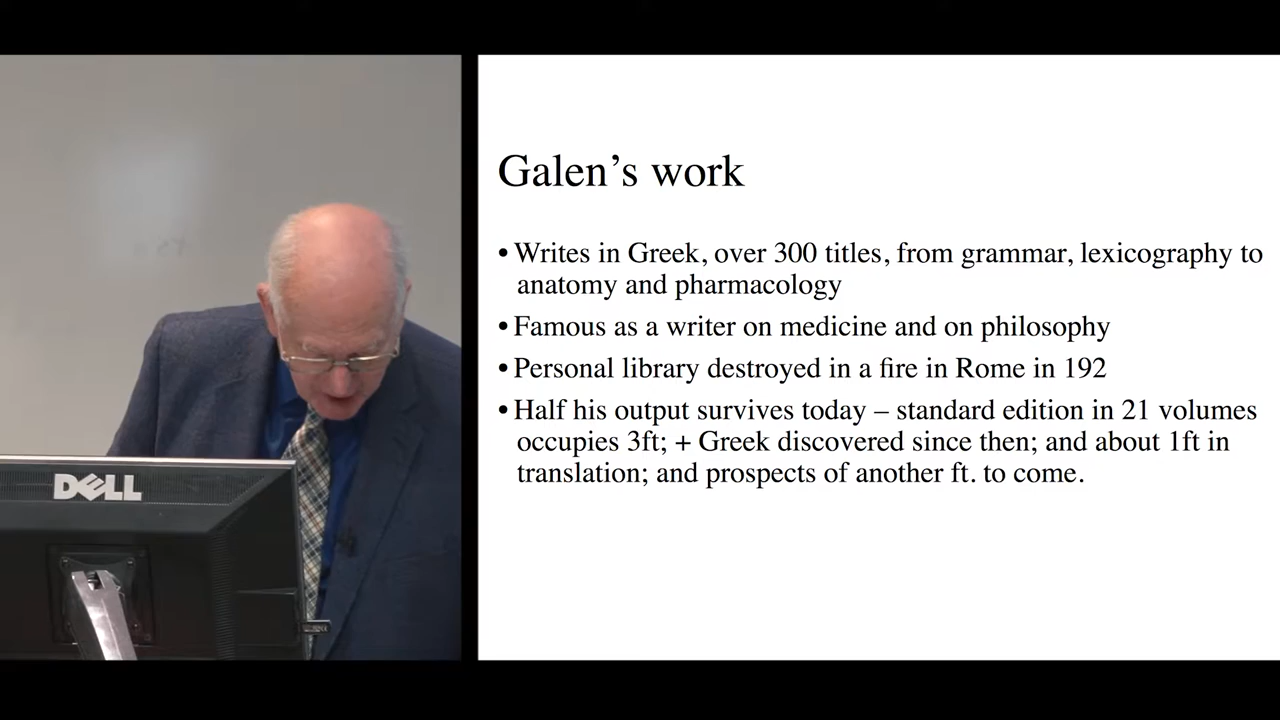 Galen’s work
• Writes in Greek, over 300 titles, from grammar, lexicography to
anatomy and pharmacology
• Famous as a writer on medicine and on philosophy
• Personal library destroyed in a fire in Rome in 192
• Half his output survives today – standard edition in 21 volumes
occupies 3ft; + Greek discovered since then; and about 1ft in
translation; and prospects of another ft. to come.
DELL